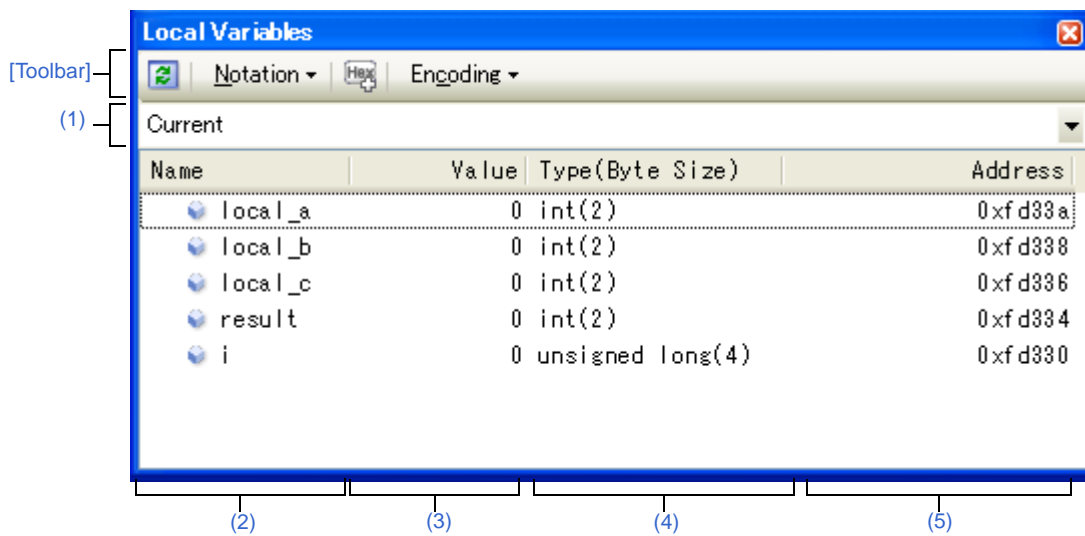 Local Variables
[Toolbar]
Notation Hex Encoding
(1)
Current
Name Value Type(Byte Size) Address
local_a 0 int(2) 0xfd33a
local_b 0 int(2) 0xfd338
local_c 0 int(2) 0xfd336
result 0 int(2) 0xfd334
i 0 unsigned long(4) 0xfd330
(2) (3) (4) (5)